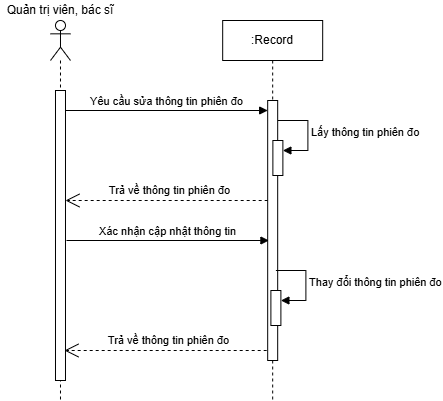 Quản trị viên, bác sĩ
:Record
Yêu cầu sửa thông tin phiên đo
Lấy thông tin phiên đo
Trả về thông tin phiên đo
Xác nhận cập nhật thông tin
Thay đổi thông tin phiên đo
Trả về thông tin phiên đo